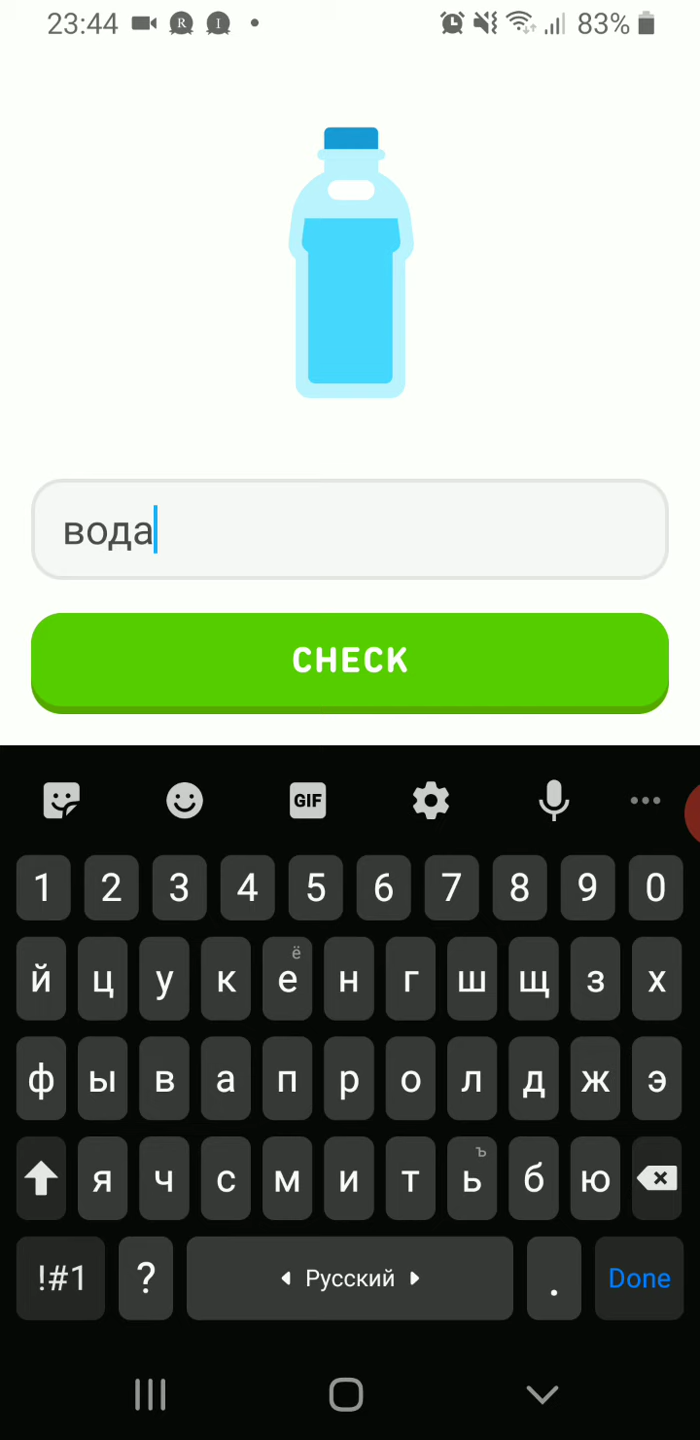 23:44 R I 83%
вода
CHECK
GIF
1 2 3 4 5 6 7 8 9 0
й ц у к е ё н г ш щ з х
ф ы в а п р о л д ж э
я ч с м и т ь ъ б ю
!#1 ? Русский . Done